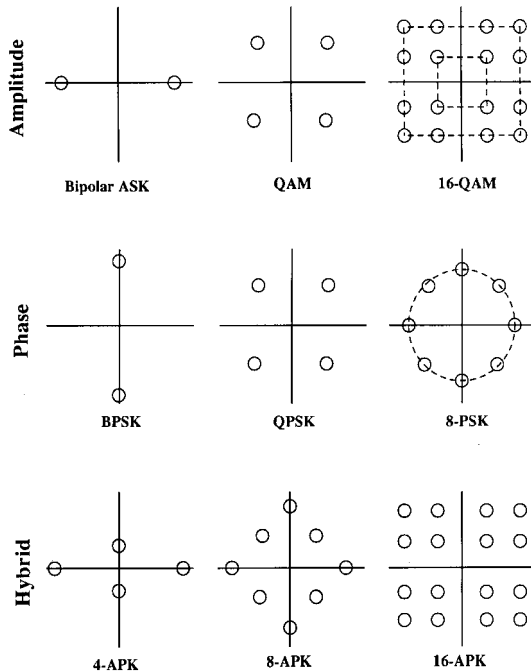 Amplitude
Bipolar ASK
QAM
16-QAM
Phase
BPSK
QPSK
8-PSK
Hybrid
4-APK
8-APK
16-APK